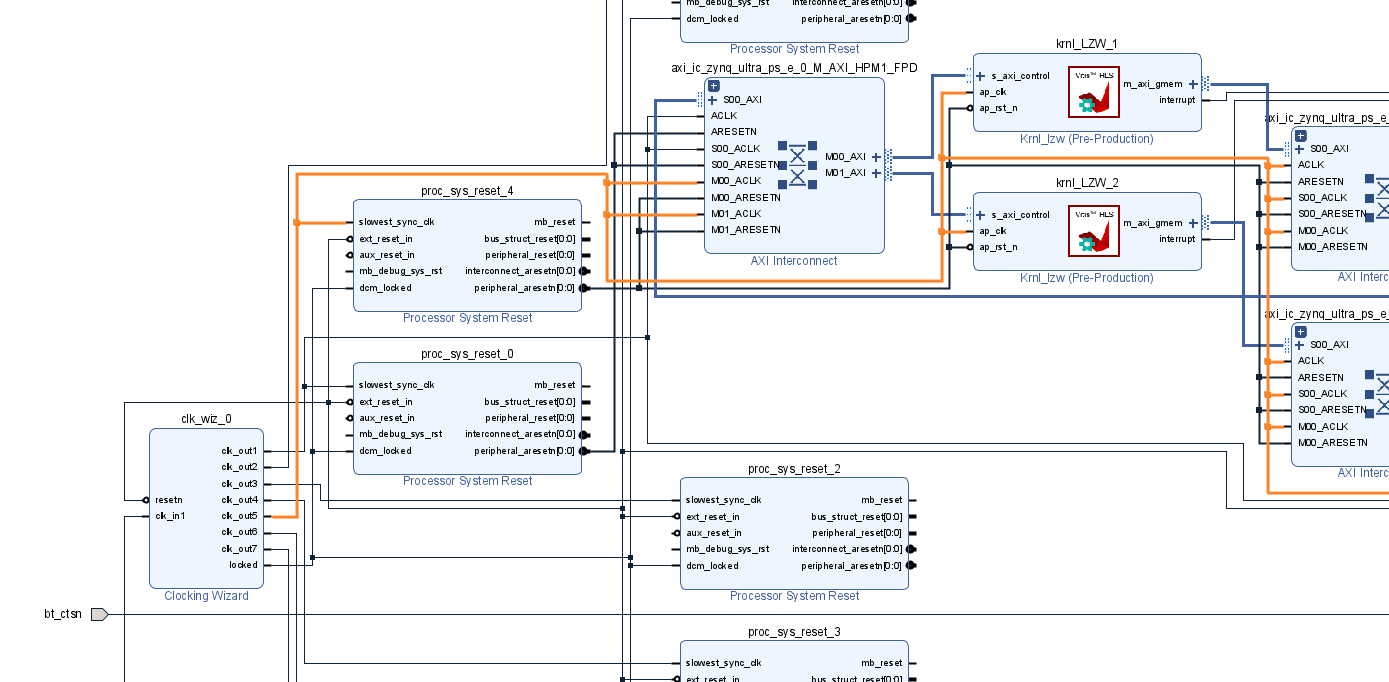 mb_debug_sys_rst
interconnect_aresetn[0:0]
dcm_locked
peripheral_aresetn[0:0]
Processor System Reset
axi_ic_zynq_ultra_ps_e_0_M_AXI_HPM1_FPD
S00_AXI
ACLK
ARESETN
S00_ACLK
S00_ARESETN
M00_ACLK
M00_ARESETN
M01_ACLK
M01_ARESETN
M00_AXI
M01_AXI
AXI Interconnect
krnl_LZW_1
s_axi_control
ap_clk
ap_rst_n
Vitis™ HLS
m_axi_gmem
interrupt
Krnl_lzw (Pre-Production)
krnl_LZW_2
s_axi_control
ap_clk
ap_rst_n
Vitis™ HLS
m_axi_gmem
interrupt
Krnl_lzw (Pre-Production)
axi_ic_zynq_ultra_ps_e_
S00_AXI
ACLK
ARESETN
S00_ACLK
S00_ARESETN
M00_ACLK
M00_ARESETN
AXI Interc
axi_ic_zynq_ultra_ps_e_
S00_AXI
ACLK
ARESETN
S00_ACLK
S00_ARESETN
M00_ACLK
M00_ARESETN
AXI Interc
proc_sys_reset_4
slowest_sync_clk
ext_reset_in
aux_reset_in
mb_debug_sys_rst
dcm_locked
mb_reset
bus_struct_reset[0:0]
peripheral_reset[0:0]
interconnect_aresetn[0:0]
peripheral_aresetn[0:0]
Processor System Reset
proc_sys_reset_0
slowest_sync_clk
ext_reset_in
aux_reset_in
mb_debug_sys_rst
dcm_locked
mb_reset
bus_struct_reset[0:0]
peripheral_reset[0:0]
interconnect_aresetn[0:0]
peripheral_aresetn[0:0]
Processor System Reset
clk_wiz_0
resetn
clk_in1
clk_out1
clk_out2
clk_out3
clk_out4
clk_out5
clk_out6
clk_out7
locked
Clocking Wizard
proc_sys_reset_2
slowest_sync_clk
ext_reset_in
aux_reset_in
mb_debug_sys_rst
dcm_locked
mb_reset
bus_struct_reset[0:0]
peripheral_reset[0:0]
interconnect_aresetn[0:0]
peripheral_aresetn[0:0]
Processor System Reset
bt_ctsn
proc_sys_reset_3
slowest_sync_clk
ext_reset_in
mb_reset
bus_struct_reset[0:0]